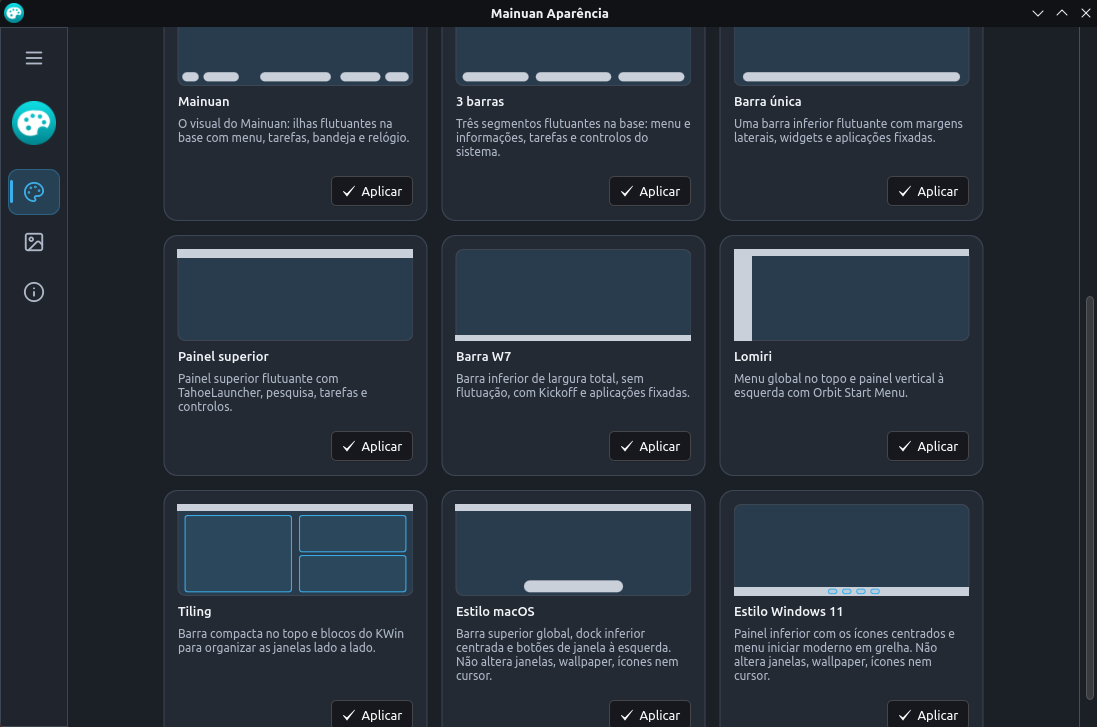 Mainuan Aparência
Mainuan
O visual do Mainuan: ilhas flutuantes na
base com menu, tarefas, bandeja e relógio.
Aplicar
3 barras
Três segmentos flutuantes na base: menu e
informações, tarefas e controlos do
sistema.
Aplicar
Barra única
Uma barra inferior flutuante com margens
laterais, widgets e aplicações fixadas.
Aplicar
Painel superior
Painel superior flutuante com
TahoeLauncher, pesquisa, tarefas e
controlos.
Aplicar
Barra W7
Barra inferior de largura total, sem
flutuação, com Kickoff e aplicações fixadas.
Aplicar
Lomiri
Menu global no topo e painel vertical à
esquerda com Orbit Start Menu.
Aplicar
Tiling
Barra compacta no topo e blocos do KWin
para organizar as janelas lado a lado.
Aplicar
Estilo macOS
Barra superior global, dock inferior
centrada e botões de janela à esquerda.
Não altera janelas, wallpaper, ícones nem
cursor.
Aplicar
Estilo Windows 11
Painel inferior com os ícones centrados e
menu iniciar moderno em grelha. Não
altera janelas, wallpaper, ícones nem
cursor.
Aplicar